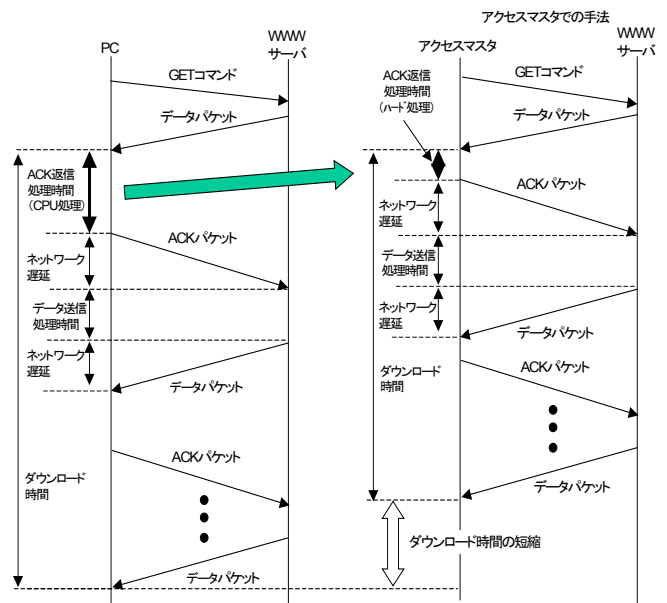 PC
WWW
サーバ
GETコマンド
データパケット
ACK返信
処理時間
(CPU処理)
ACKパケット
ネットワーク
遅延
データ送信
処理時間
ネットワーク
遅延
データパケット
ACKパケット
ダウンロード
時間
データパケット
アクセスマスタでの手法
アクセスマスタ
WWW
サーバ
ACK返信
処理時間
(ハード処理)
GETコマンド
データパケット
ACKパケット
ネットワーク
遅延
データ送信
処理時間
ネットワーク
遅延
データパケット
ダウンロード
時間
ACKパケット
データパケット
ダウンロード時間の短縮